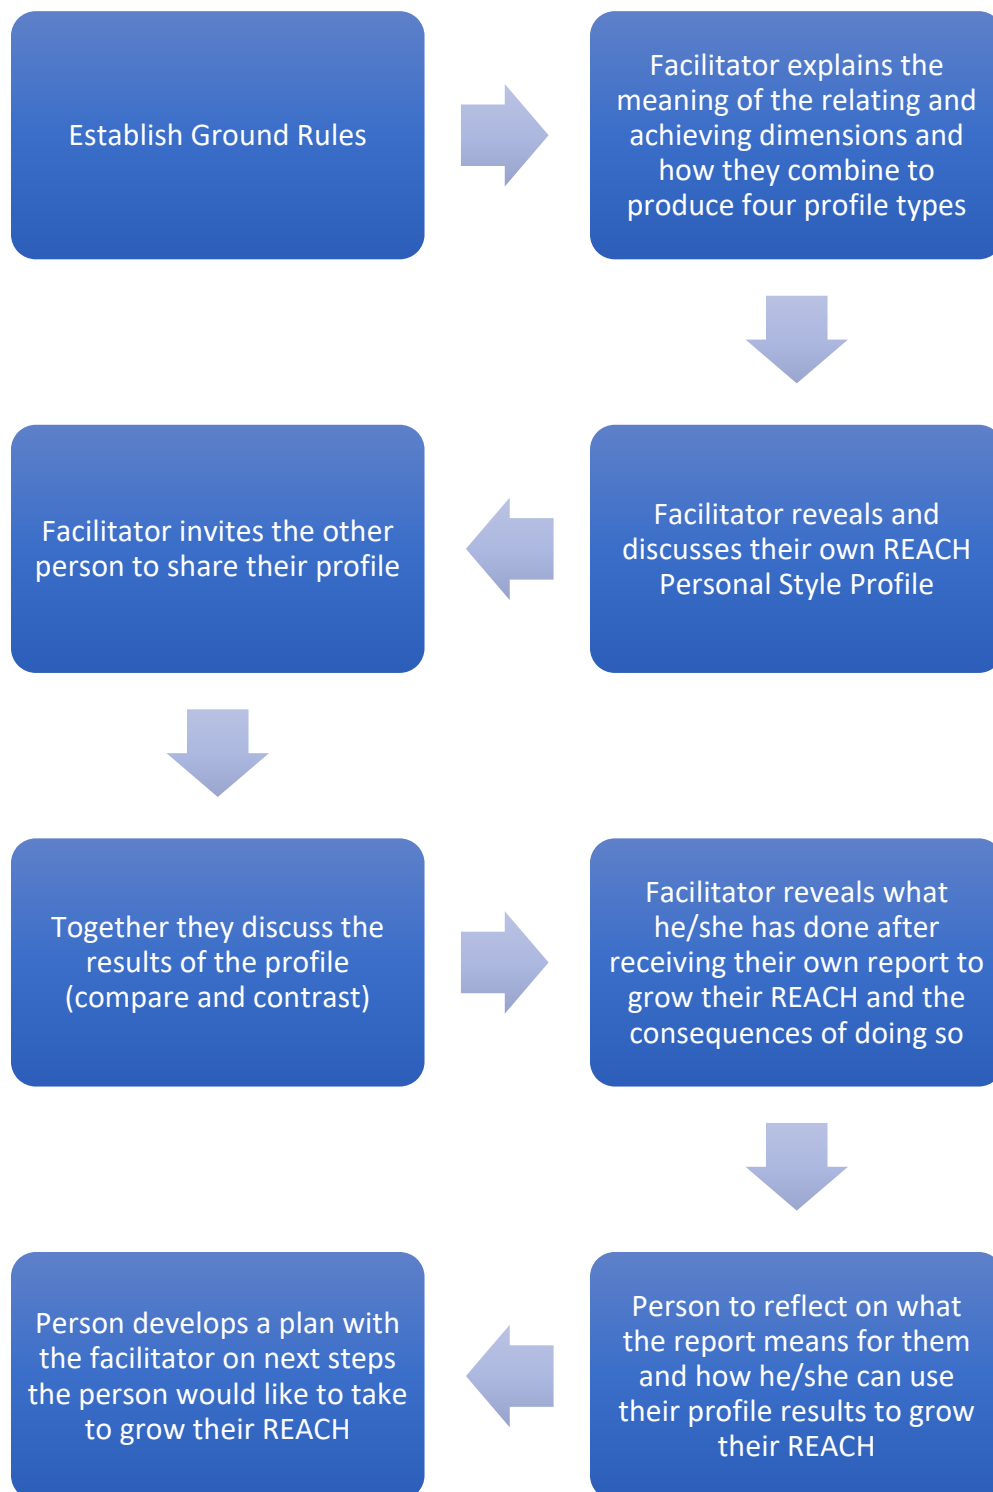 Establish Ground Rules
Facilitator explains the
meaning of the relating and
achieving dimensions and
how they combine to
produce four profile types
Facilitator reveals and
discusses their own REACH
Personal Style Profile
Facilitator invites the other
person to share their profile
Together they discuss the
results of the profile
(compare and contrast)
Facilitator reveals what
he/she has done after
receiving their own report to
grow their REACH and the
consequences of doing so
Person to reflect on what
the report means for them
and how he/she can use
their profile results to grow
their REACH
Person develops a plan with
the facilitator on next steps
the person would like to take
to grow their REACH